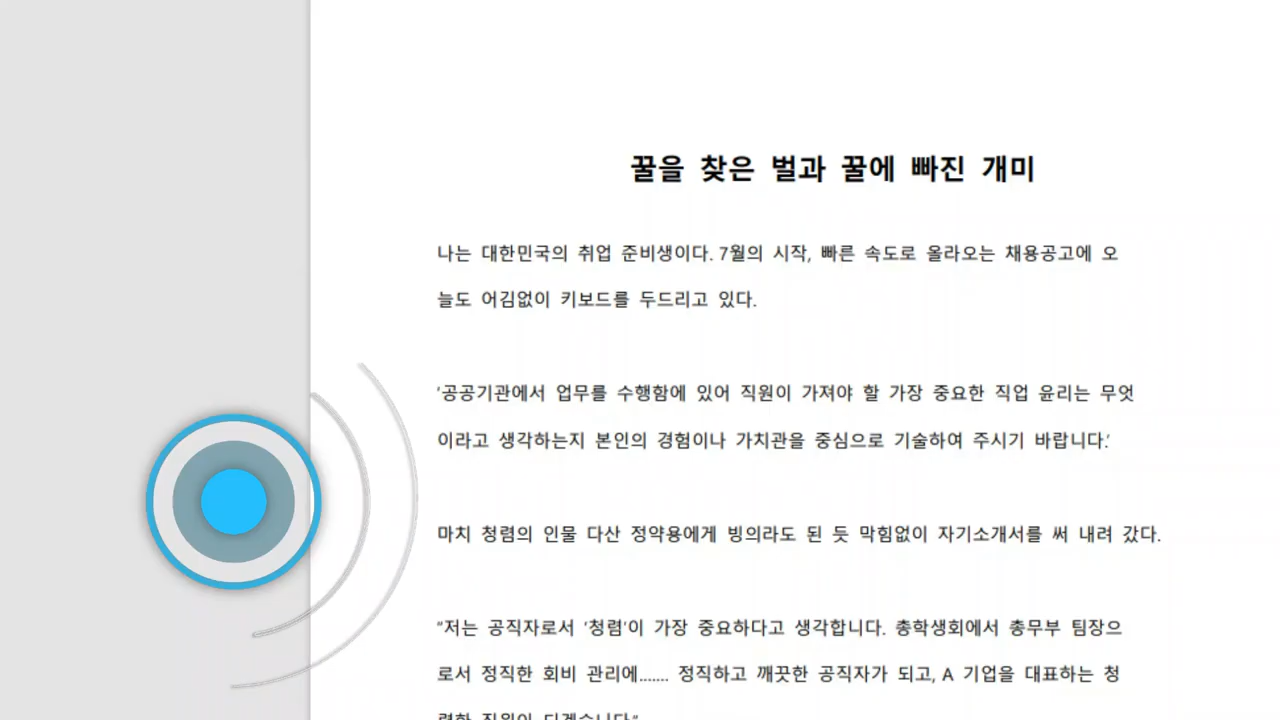 꿀을 찾은 벌과 꿀에 빠진 개미
나는 대한민국의 취업 준비생이다. 7월의 시작, 빠른 속도로 올라오는 채용공고에 오
늘도 어김없이 키보드를 두드리고 있다.
‘공공기관에서 업무를 수행함에 있어 직원이 가져야 할 가장 중요한 직업 윤리는 무엇
이라고 생각하는지 본인의 경험이나 가치관을 중심으로 기술하여 주시기 바랍니다.’
마치 청렴의 인물 다산 정약용에게 빙의라도 된 듯 막힘없이 자기소개서를 써 내려 갔다.
“저는 공직자로서 ‘청렴’이 가장 중요하다고 생각합니다. 총학생회에서 총무부 팀장으
로서 정직한 회비 관리에....... 정직하고 깨끗한 공직자가 되고, A 기업을 대표하는 청
렴한 직원이 되겠습니다”